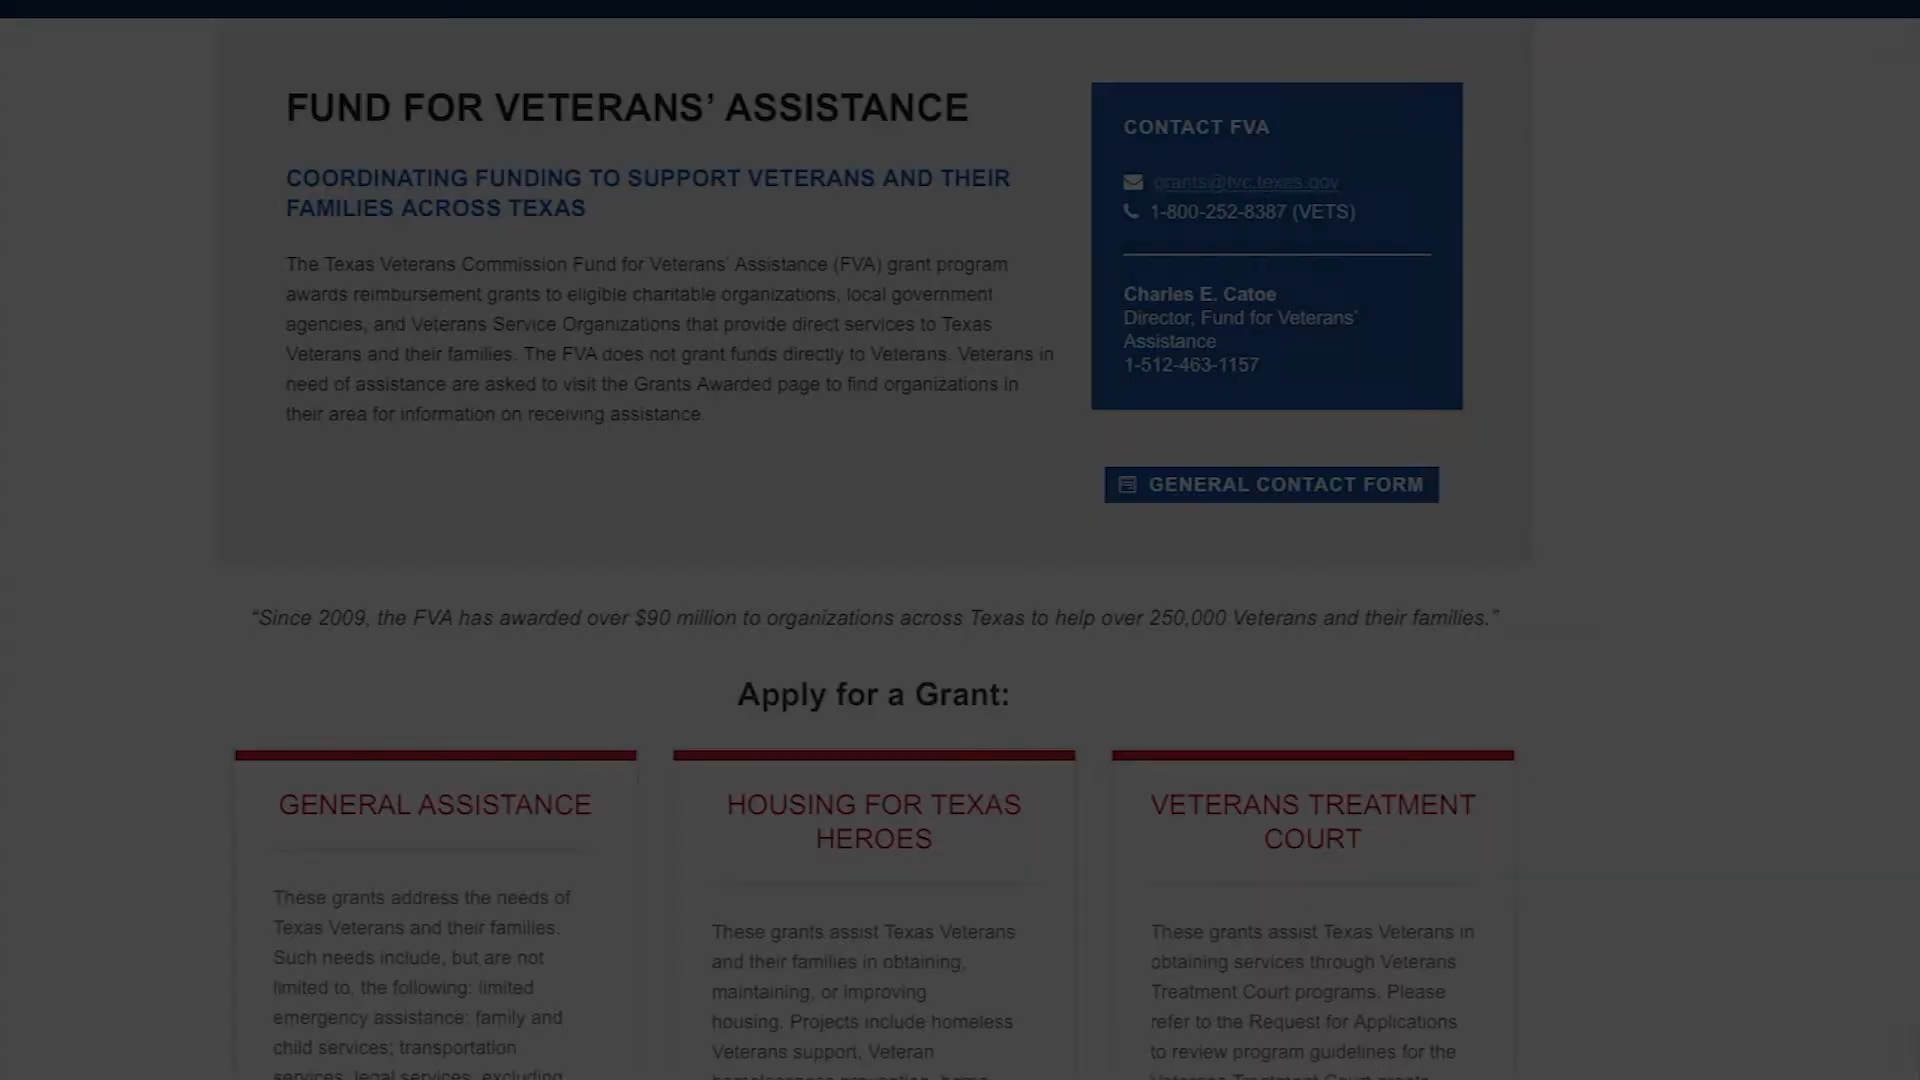 FUND FOR VETERANS’ ASSISTANCE
COORDINATING FUNDING TO SUPPORT VETERANS AND THEIR
FAMILIES ACROSS TEXAS
The Texas Veterans Commission Fund for Veterans’ Assistance (FVA) grant program
awards reimbursement grants to eligible charitable organizations, local government
agencies, and Veterans Service Organizations that provide direct services to Texas
Veterans and their families. The FVA does not grant funds directly to Veterans. Veterans in
need of assistance are asked to visit the Grants Awarded page to find organizations in
their area for information on receiving assistance.
CONTACT FVA
grants@tvc.texas.gov
1-800-252-8387 (VETS)
Charles E. Catoe
Director, Fund for Veterans’
Assistance
1-512-463-1157
GENERAL CONTACT FORM
“Since 2009, the FVA has awarded over $90 million to organizations across Texas to help over 250,000 Veterans and their families.”
Apply for a Grant:
GENERAL ASSISTANCE
These grants address the needs of
Texas Veterans and their families.
Such needs include, but are not
limited to, the following: limited
emergency assistance: family and
child services; transportation
services, legal services, excluding
HOUSING FOR TEXAS
HEROES
These grants assist Texas Veterans
and their families in obtaining,
maintaining, or improving
housing. Projects include homeless
Veterans support, Veteran
VETERANS TREATMENT
COURT
These grants assist Texas Veterans in
obtaining services through Veterans
Treatment Court programs. Please
refer to the Request for Applications
to review program guidelines for the
Veterans Treatment Court grants